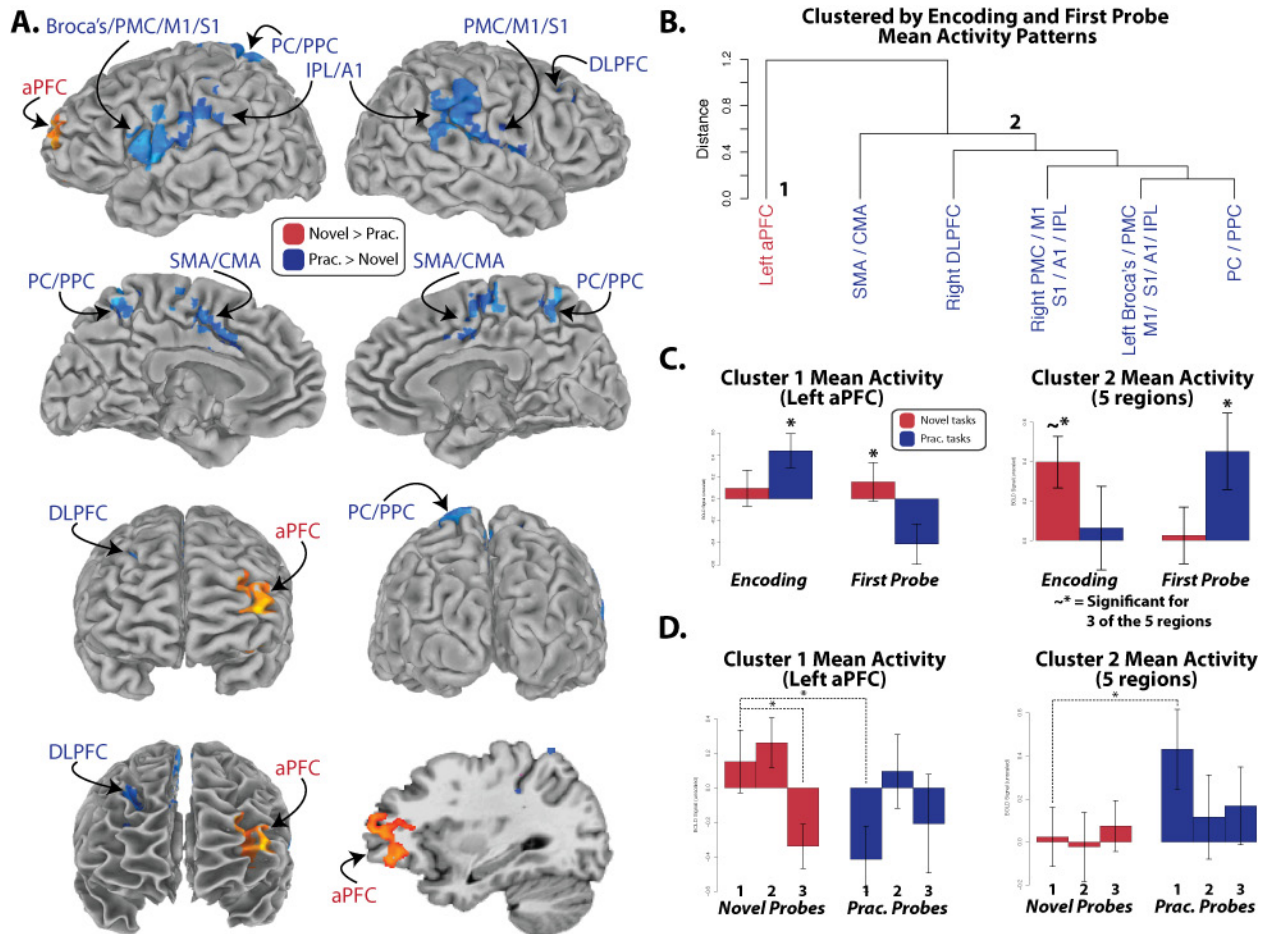 A.
Broca's/PMC/M1/S1
PC/PPC
IPL/A1
aPFC
PMC/M1/S1
DLPFC
Novel > Prac.
Prac. > Novel
PC/PPC
SMA/CMA
SMA/CMA
PC/PPC
DLPFC
aPFC
PC/PPC
DLPFC
aPFC
aPFC
B.
Clustered by Encoding and First Probe
Mean Activity Patterns
Distance
1.2
0.8
0.4
0.0
1
2
Left aPFC
SMA / CMA
Right DLPFC
Right PMC / M1
S1 / A1 / IPL
Left Broca's / PMC
M1/ S1/ A1/ IPL
PC / PPC
C.
Cluster 1 Mean Activity
(Left aPFC)
Novel tasks
Prac. tasks
*
*
Encoding
First Probe
Cluster 2 Mean Activity
(5 regions)
~*
*
Encoding
First Probe
~* = Significant for
3 of the 5 regions
D.
Cluster 1 Mean Activity
(Left aPFC)
*
*
1 2 3
Novel Probes
1 2 3
Prac. Probes
Cluster 2 Mean Activity
(5 regions)
*
1 2 3
Novel Probes
1 2 3
Prac. Probes